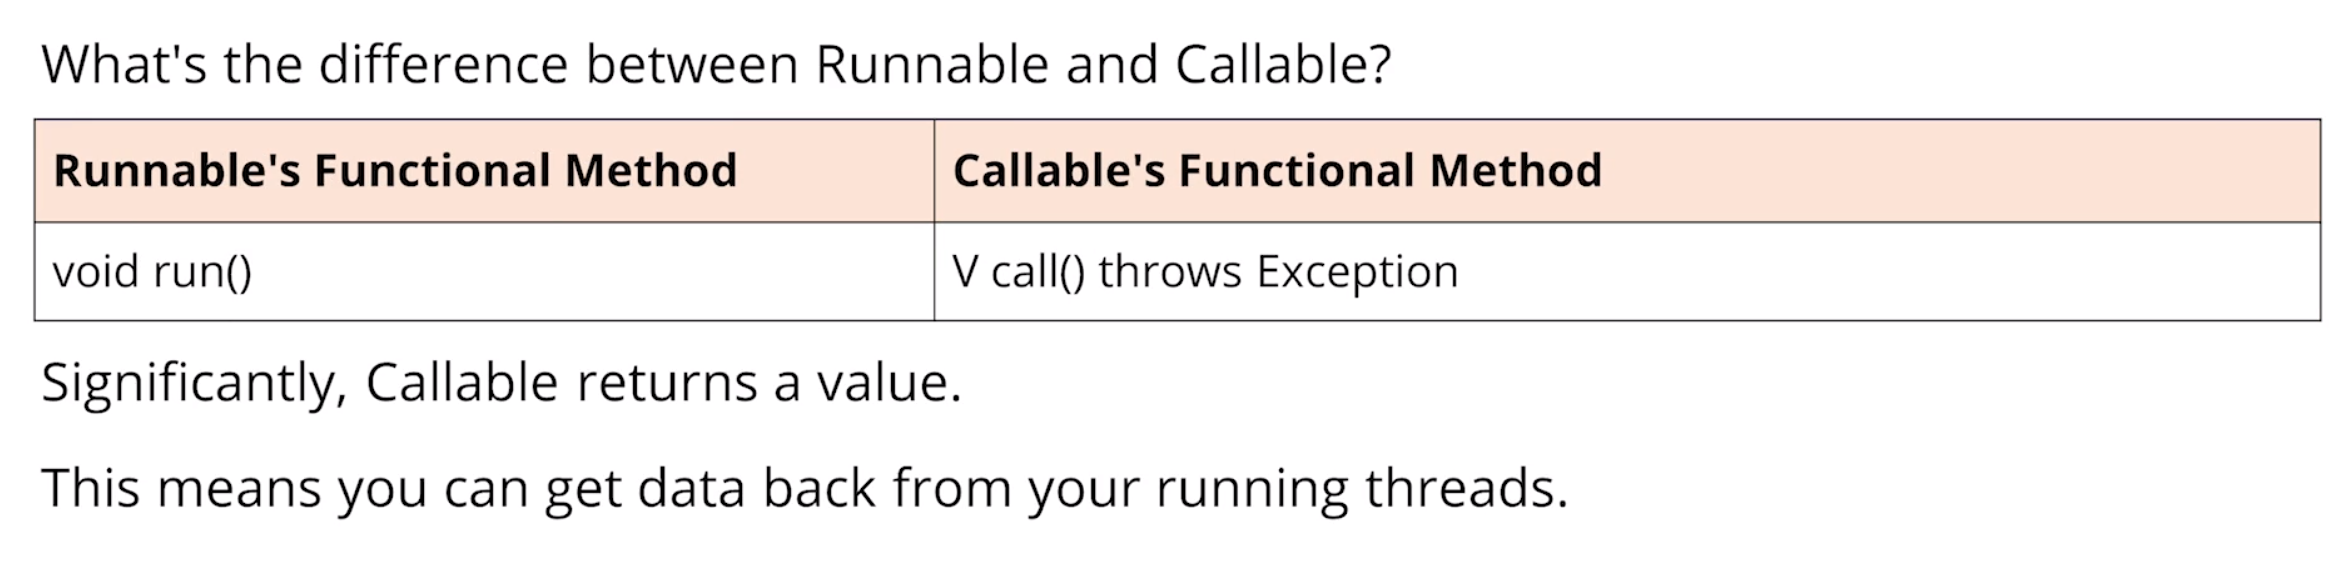 What's the difference between Runnable and Callable?
Runnable's Functional Method
Callable's Functional Method
void run()
V call() throws Exception
Significantly, Callable returns a value.
This means you can get data back from your running threads.